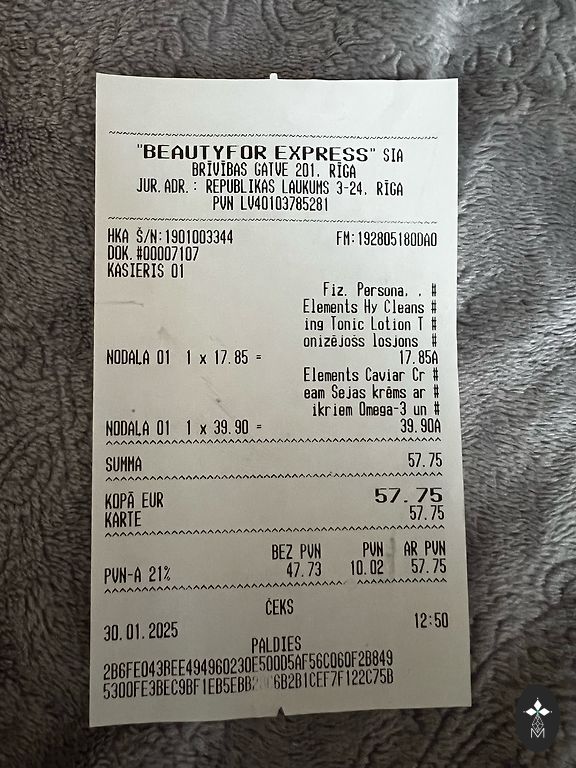 "BEAUTYFOR EXPRESS" SIA
BRĪVĪBAS GATVE 201. RĪGA
JUR.ADR.: REPUBLIKAS LAUKUMS 3-24, RĪGA
PVN LV40103785281
HKA Š/N:1901003344 FM:192805180DA0
DOK.#00007107
KASIERIS 01
Fiz. Persona, . #
Elements Hy Cleans #
ing Tonic Lotion T #
onizējošs losjons #
NODAĻA 01 1 x 17.85 = 17.85A
Elements Caviar Cr #
eam Sejas krēms ar #
ikriem Omega-3 un #
NODAĻA 01 1 x 39.90 = 39.90A
SUMMA 57.75
KOPĀ EUR 57.75
KARTE 57.75
BEZ PVN PVN AR PVN
PVN-A 21% 47.73 10.02 57.75
ČEKS
30.01.2025 12:50
PALDIES
2B6FE043BEE494960230E500D5AF56C060F2B849
M